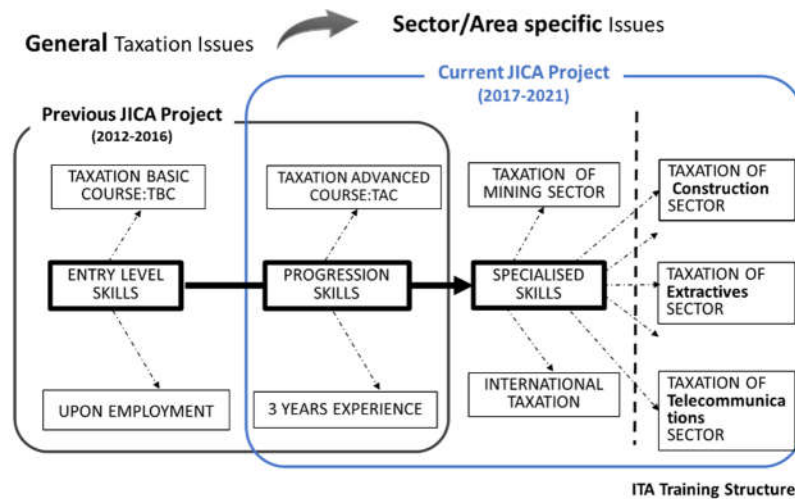 General Taxation Issues
Sector/Area specific Issues
Current JICA Project
(2017-2021)
Previous JICA Project
(2012-2016)
TAXATION BASIC
COURSE:TBC
TAXATION ADVANCED
COURSE:TAC
TAXATION OF
MINING SECTOR
TAXATION OF
Construction
SECTOR
ENTRY LEVEL
SKILLS
PROGRESSION
SKILLS
SPECIALISED
SKILLS
TAXATION OF
Extractives
SECTOR
UPON EMPLOYMENT
3 YEARS EXPERIENCE
INTERNATIONAL
TAXATION
TAXATION OF
Telecommunica
tions
SECTOR
ITA Training Structure